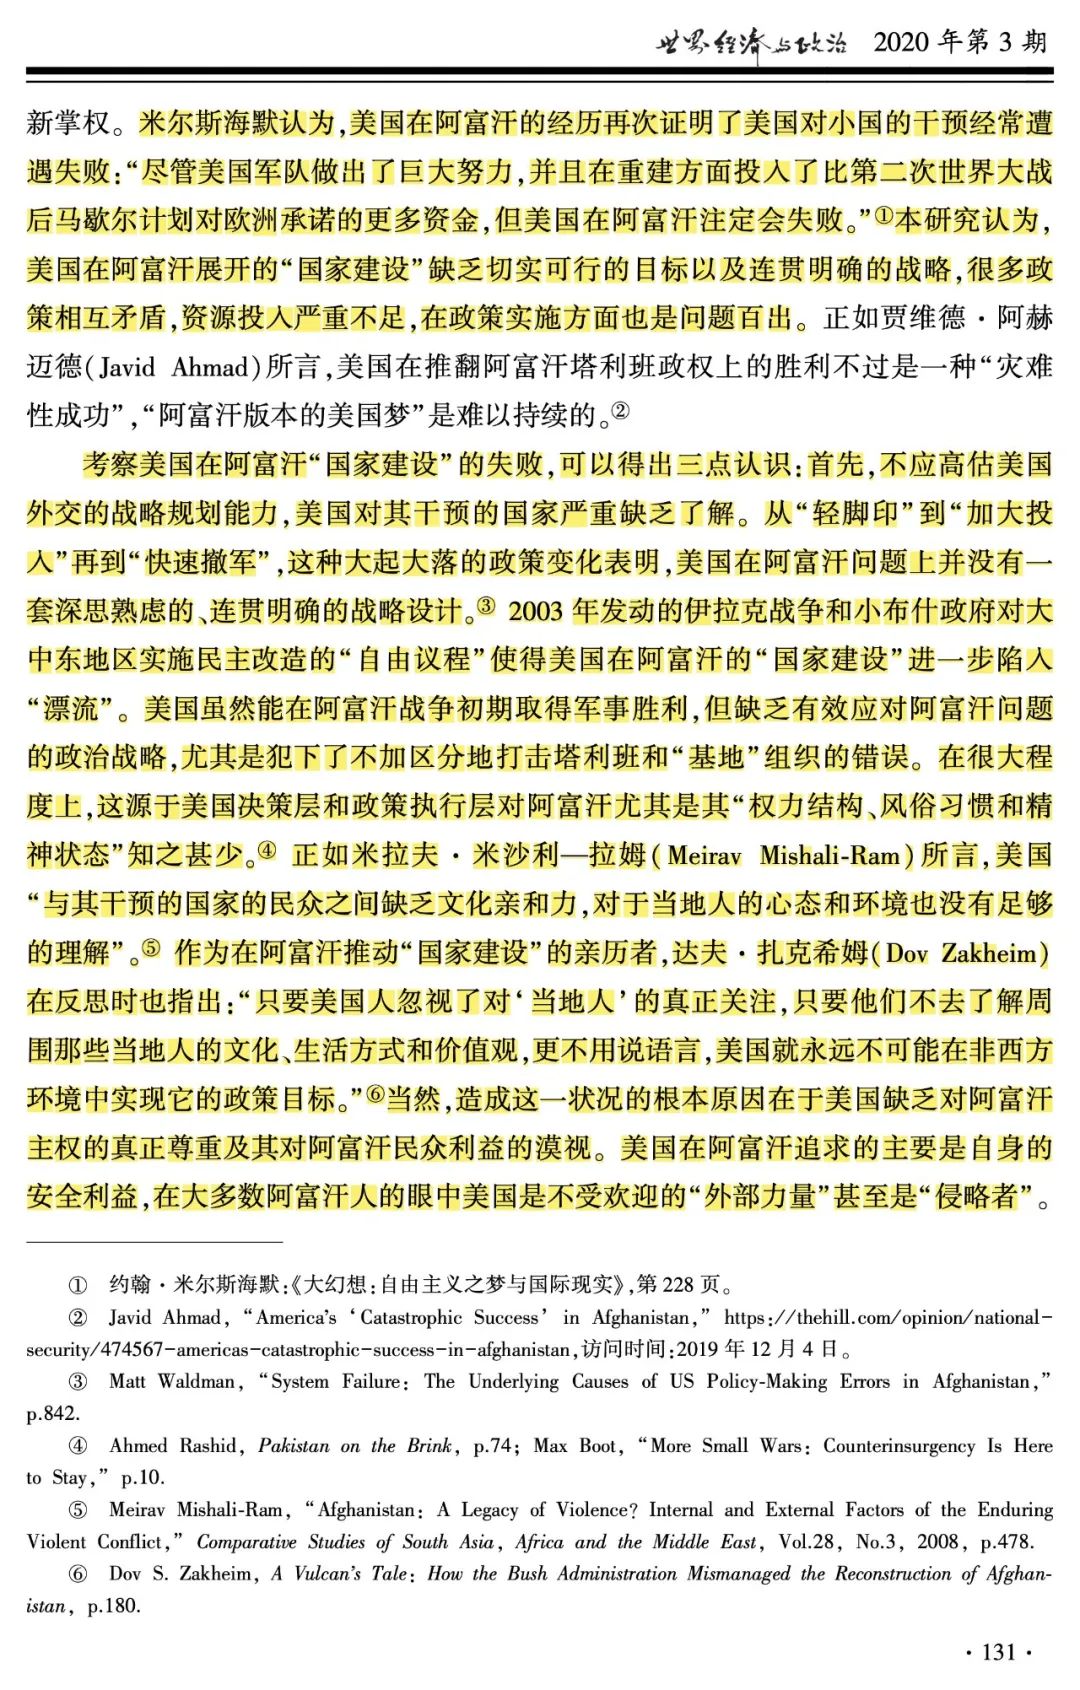 世界经济与政治 2020 年第 3 期
新掌权。米尔斯海默认为,美国在阿富汗的经历再次证明了美国对小国的干预经常遭
遇失败:“尽管美国军队做出了巨大努力,并且在重建方面投入了比第二次世界大战
后马歇尔计划对欧洲承诺的更多资金,但美国在阿富汗注定会失败。”①本研究认为,
美国在阿富汗展开的“国家建设”缺乏切实可行的目标以及连贯明确的战略,很多政
策相互矛盾,资源投入严重不足,在政策实施方面也是问题百出。正如贾维德·阿赫
迈德(Javid Ahmad)所言,美国在推翻阿富汗塔利班政权上的胜利不过是一种“灾难
性成功”,“阿富汗版本的美国梦”是难以持续的。②
考察美国在阿富汗“国家建设”的失败,可以得出三点认识:首先,不应高估美国
外交的战略规划能力,美国对其干预的国家严重缺乏了解。从“轻脚印”到“加大投
入”再到“快速撤军”,这种大起大落的政策变化表明,美国在阿富汗问题上并没有一
套深思熟虑的、连贯明确的战略设计。③ 2003 年发动的伊拉克战争和小布什政府对大
中东地区实施民主改造的“自由议程”使得美国在阿富汗的“国家建设”进一步陷入
“漂流”。美国虽然能在阿富汗战争初期取得军事胜利,但缺乏有效应对阿富汗问题
的政治战略,尤其是犯下了不加区分地打击塔利班和“基地”组织的错误。在很大程
度上,这源于美国决策层和政策执行层对阿富汗尤其是其“权力结构、风俗习惯和精
神状态”知之甚少。④ 正如米拉夫·米沙利—拉姆(Meirav Mishali-Ram)所言,美国
“与其干预的国家的民众之间缺乏文化亲和力,对于当地人的心态和环境也没有足够
的理解”。⑤ 作为在阿富汗推动“国家建设”的亲历者,达夫·扎克希姆(Dov Zakheim)
在反思时也指出:“只要美国人忽视了对‘当地人’的真正关注,只要他们不去了解周
围那些当地人的文化、生活方式和价值观,更不用说语言,美国就永远不可能在非西方
环境中实现它的政策目标。”⑥当然,造成这一状况的根本原因在于美国缺乏对阿富汗
主权的真正尊重及其对阿富汗民众利益的漠视。美国在阿富汗追求的主要是自身的
安全利益,在大多数阿富汗人的眼中美国是不受欢迎的“外部力量”甚至是“侵略者”。
① 约翰·米尔斯海默:《大幻想:自由主义之梦与国际现实》,第 228 页。
② Javid Ahmad, “America’s ‘Catastrophic Success’ in Afghanistan,” https://thehill.com/opinion/national-
security/474567-americas-catastrophic-success-in-afghanistan,访问时间:2019 年 12 月 4 日。
③ Matt Waldman, “System Failure: The Underlying Causes of US Policy-Making Errors in Afghanistan,”
p.842.
④ Ahmed Rashid, Pakistan on the Brink, p.74; Max Boot, “More Small Wars: Counterinsurgency Is Here
to Stay,” p.10.
⑤ Meirav Mishali-Ram, “Afghanistan: A Legacy of Violence? Internal and External Factors of the Enduring
Violent Conflict,” Comparative Studies of South Asia, Africa and the Middle East, Vol.28, No.3, 2008, p.478.
⑥ Dov S. Zakheim, A Vulcan’s Tale: How the Bush Administration Mismanaged the Reconstruction of Afghan-
istan, p.180.
· 131 ·